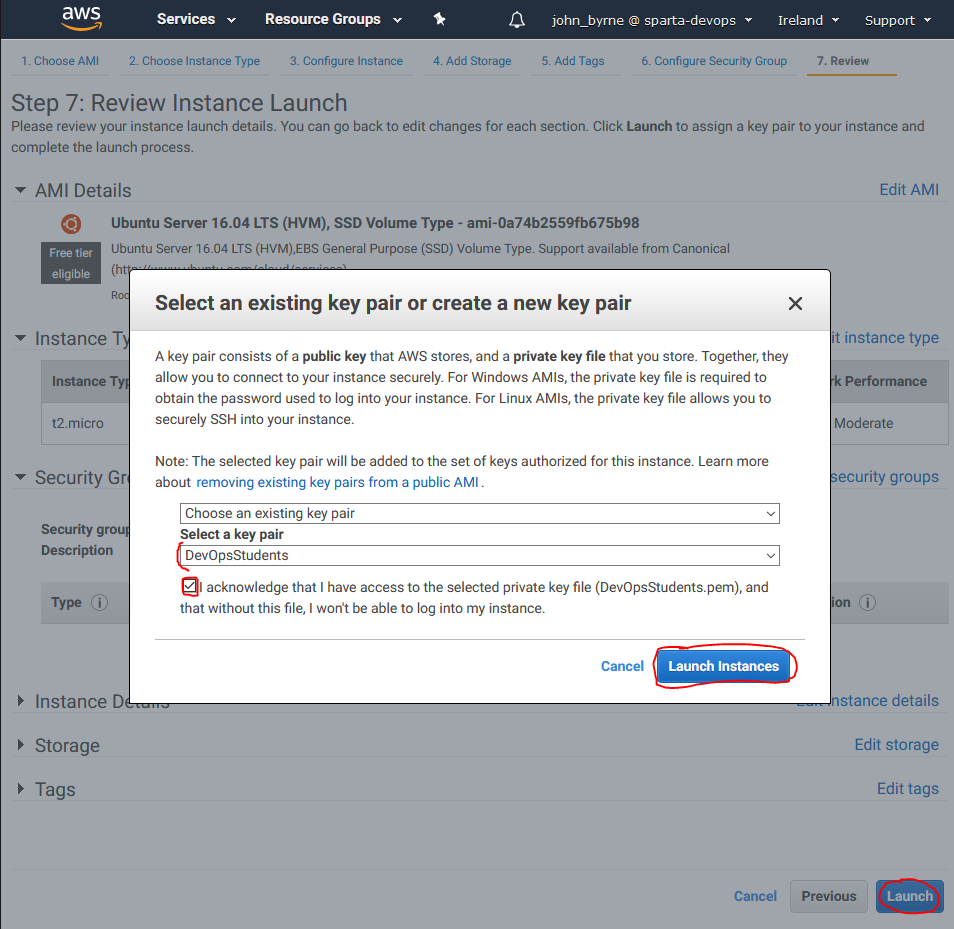 aws Services Resource Groups john_byrne @ sparta-devops Ireland Support
1. Choose AMI 2. Choose Instance Type 3. Configure Instance 4. Add Storage 5. Add Tags 6. Configure Security Group 7. Review
Step 7: Review Instance Launch
Please review your instance launch details. You can go back to edit changes for each section. Click Launch to assign a key pair to your instance and
complete the launch process.
AMI Details Edit AMI
Ubuntu Server 16.04 LTS (HVM), SSD Volume Type - ami-0a74b2559fb675b98
Free tier
eligible
Ubuntu Server 16.04 LTS (HVM),EBS General Purpose (SSD) Volume Type. Support available from Canonical
(http://www.ubuntu.com/cloud/services).
Roo
Select an existing key pair or create a new key pair
A key pair consists of a public key that AWS stores, and a private key file that you store. Together, they
allow you to connect to your instance securely. For Windows AMIs, the private key file is required to
obtain the password used to log into your instance. For Linux AMIs, the private key file allows you to
securely SSH into your instance.
Note: The selected key pair will be added to the set of keys authorized for this instance. Learn more
about removing existing key pairs from a public AMI .
Choose an existing key pair
Select a key pair
DevOpsStudents
I acknowledge that I have access to the selected private key file (DevOpsStudents.pem), and
that without this file, I won't be able to log into my instance.
Cancel Launch Instances
Instance Ty it instance type
Instance Typ rk Performance
t2.micro Moderate
Security Gro security groups
Security group
Description
Type ion
Instance Details Edit instance details
Storage Edit storage
Tags Edit tags
Cancel Previous Launch